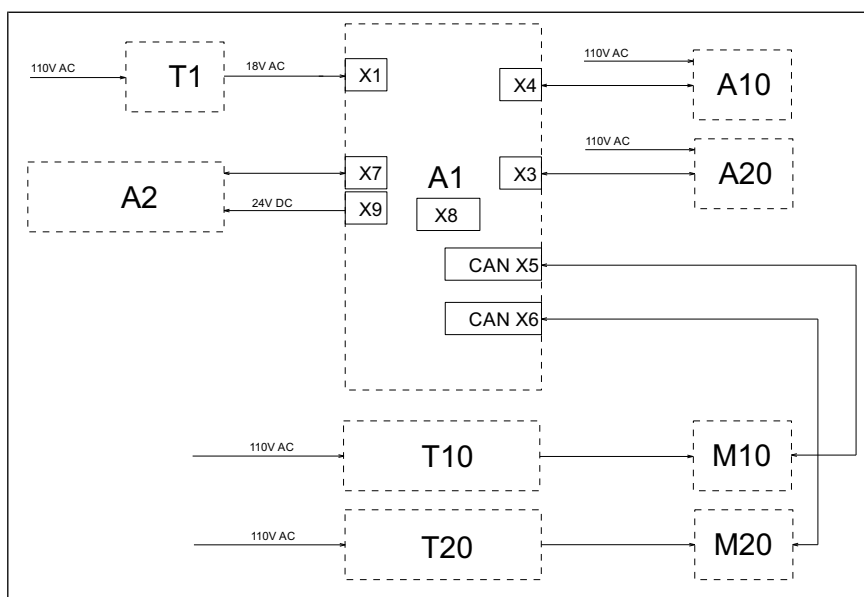 110V AC
T1
18V AC
X1
X4
110V AC
A10
110V AC
A2
X7
A1
X3
A20
24V DC
X9
X8
CAN X5
CAN X6
110V AC
T10
M10
110V AC
T20
M20